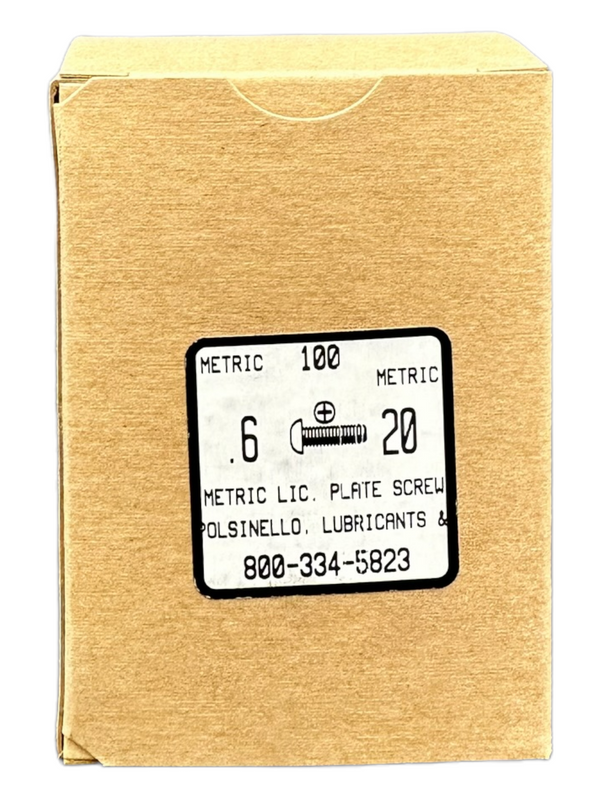 METRIC 100
METRIC
.6 20
METRIC LIC. PLATE SCREW
POLSINELLO, LUBRICANTS &
800-334-5823